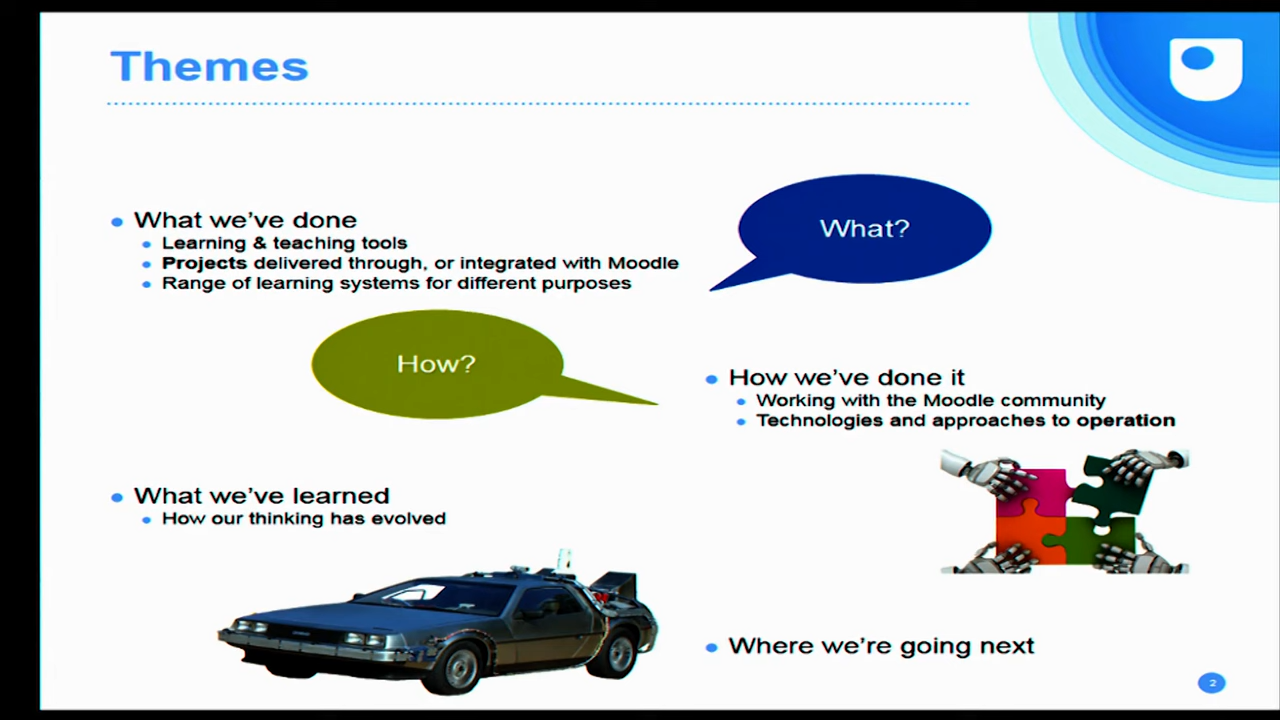 Themes
What we've done
Learning & teaching tools
Projects delivered through, or integrated with Moodle
Range of learning systems for different purposes
What?
How?
How we've done it
Working with the Moodle community
Technologies and approaches to operation
What we've learned
How our thinking has evolved
Where we're going next
2